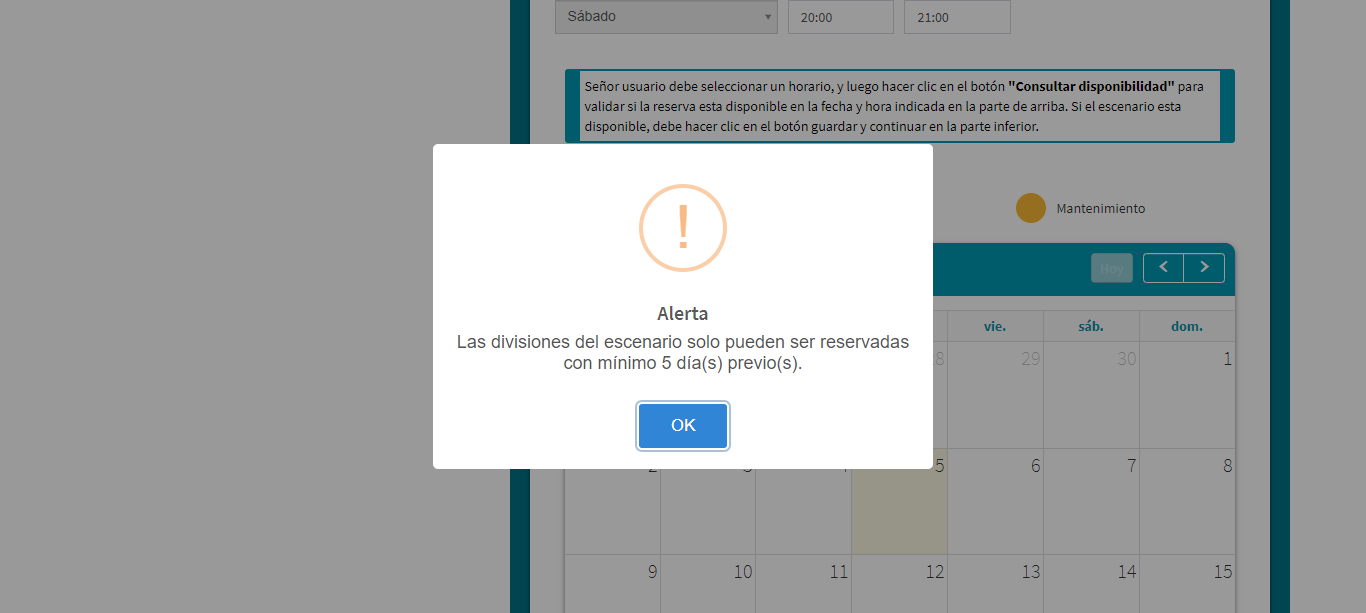 Sábado
20:00
21:00
Señor usuario debe seleccionar un horario, y luego hacer clic en el botón "Consultar disponibilidad" para
validar si la reserva esta disponible en la fecha y hora indicada en la parte de arriba. Si el escenario esta
disponible, debe hacer clic en el botón guardar y continuar en la parte inferior.
Mantenimiento
Hoy
!
Alerta
Las divisiones del escenario solo pueden ser reservadas
con mínimo 5 día(s) previo(s).
OK
vie. sáb. dom.
29 30 1
5 6 7 8
9 10 11 12 13 14 15